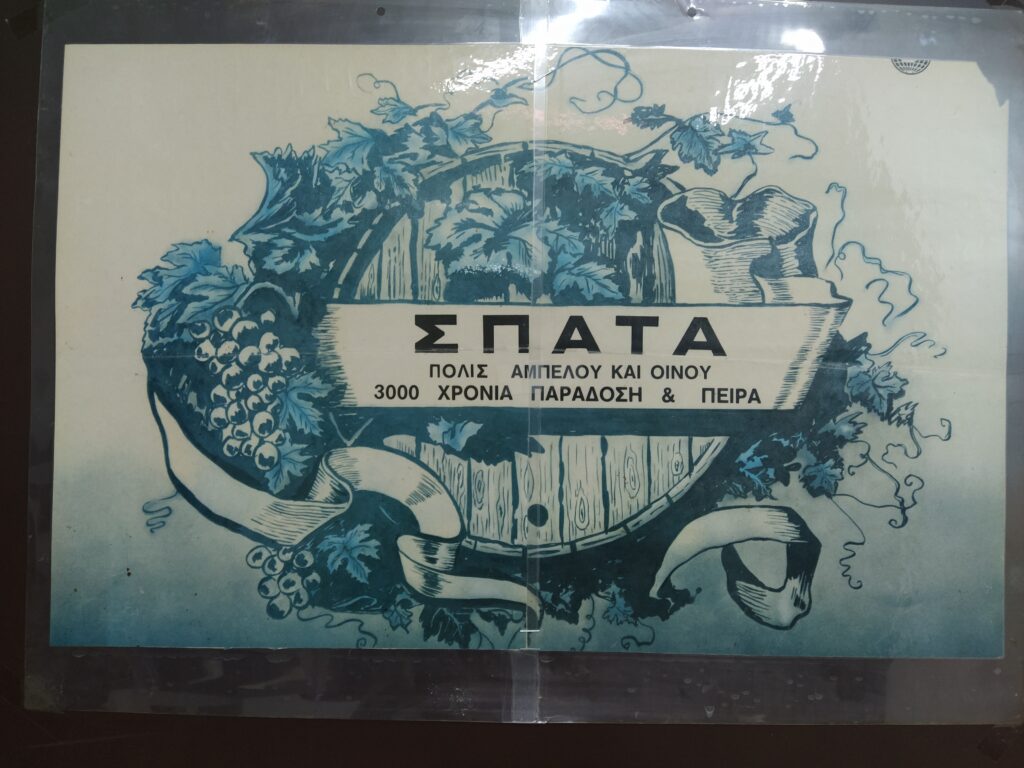 ΣΠΑΤΑ
ΠΟΛΙΣ ΑΜΠΕΛΟΥ ΚΑΙ ΟΙΝΟΥ
3000 ΧΡΟΝΙΑ ΠΑΡΑΔΟΣΗ & ΠΕΙΡΑ